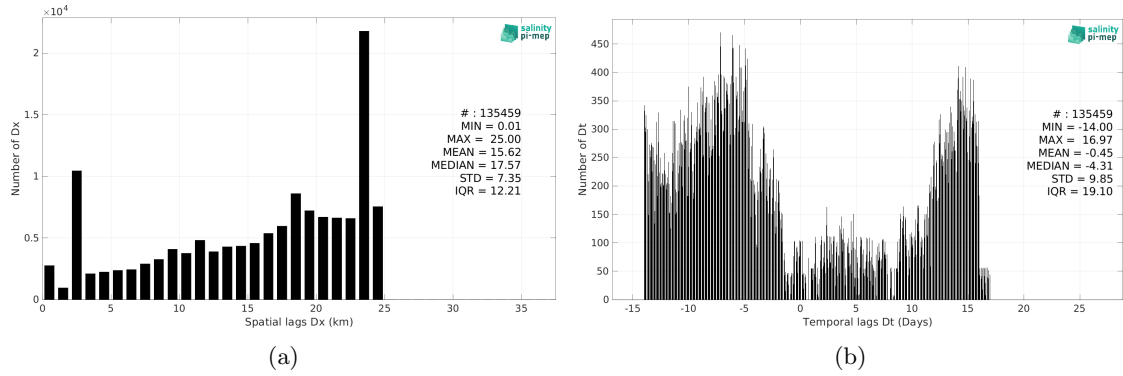 ×10⁴
2
1.5
1
0.5
0
Number of Dx
0 5 10 15 20 25 30 35
Spatial lags Dx (km)
salinity
pi-mep
# : 135459
MIN = 0.01
MAX = 25.00
MEAN = 15.62
MEDIAN = 17.57
STD = 7.35
IQR = 12.21
(a)
450
400
350
300
250
200
150
100
50
0
Number of Dt
-15 -10 -5 0 5 10 15 20 25
Temporal lags Dt (Days)
salinity
pi-mep
# : 135459
MIN = -14.00
MAX = 16.97
MEAN = -0.45
MEDIAN = -4.31
STD = 9.85
IQR = 19.10
(b)